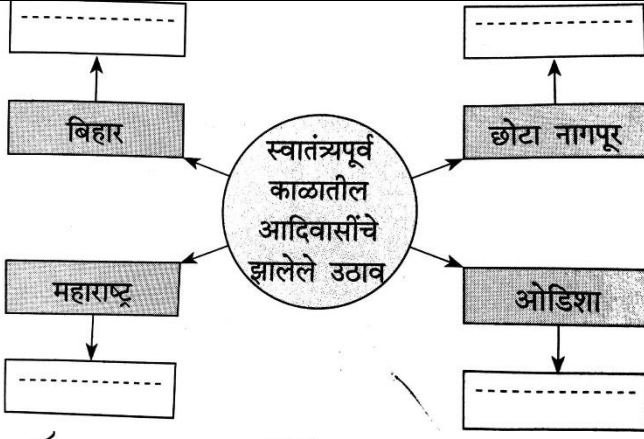 बिहार
छोटा नागपूर
स्वातंत्र्यपूर्व
काळातील
आदिवासींचे
झालेले उठाव
महाराष्ट्र
ओडिशा